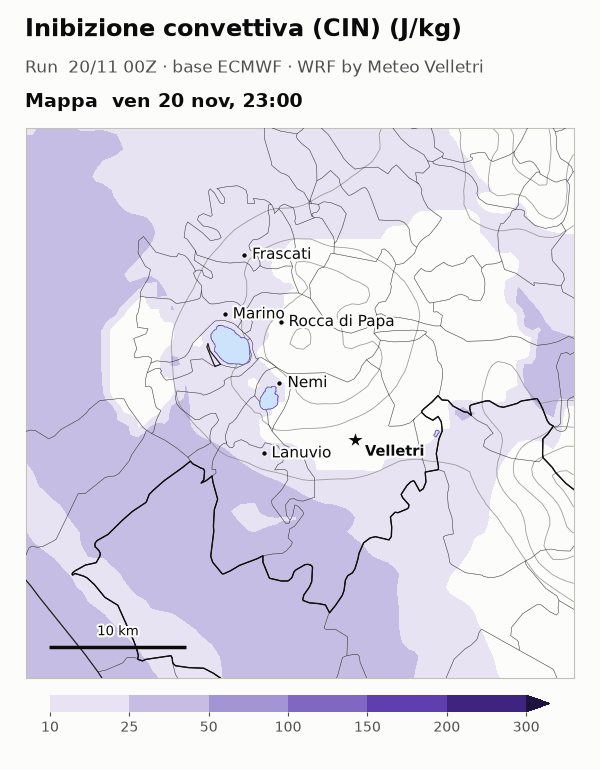 Inibizione convettiva (CIN) (J/kg)
Run  20/11 00Z · base ECMWF · WRF by Meteo Velletri
Mappa  ven 20 nov, 23:00
Frascati
Marino
Rocca di Papa
Nemi
Velletri
Lanuvio
10 km
10 25 50 100 150 200 300